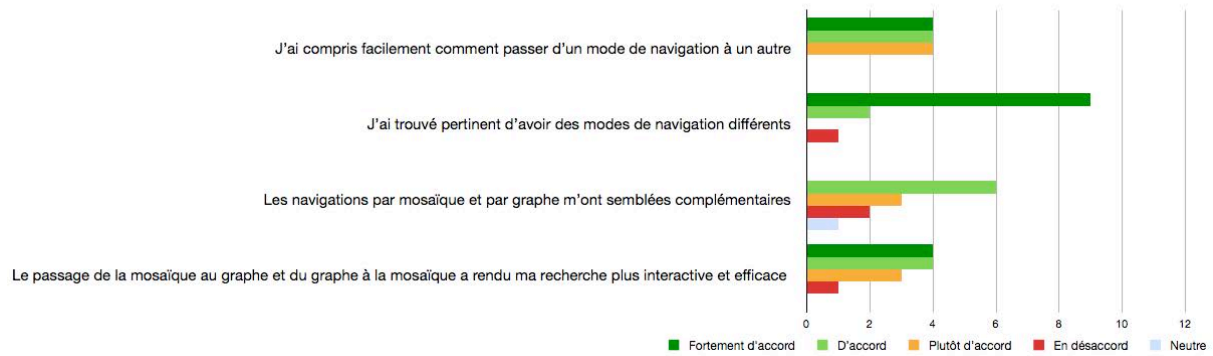 J'ai compris facilement comment passer d'un mode de navigation à un autre
J'ai trouvé pertinent d'avoir des modes de navigation différents
Les navigations par mosaïque et par graphe m'ont semblées complémentaires
Le passage de la mosaïque au graphe et du graphe à la mosaïque a rendu ma recherche plus interactive et efficace
0 2 4 6 8 10 12
Fortement d'accord D'accord Plutôt d'accord En désaccord Neutre